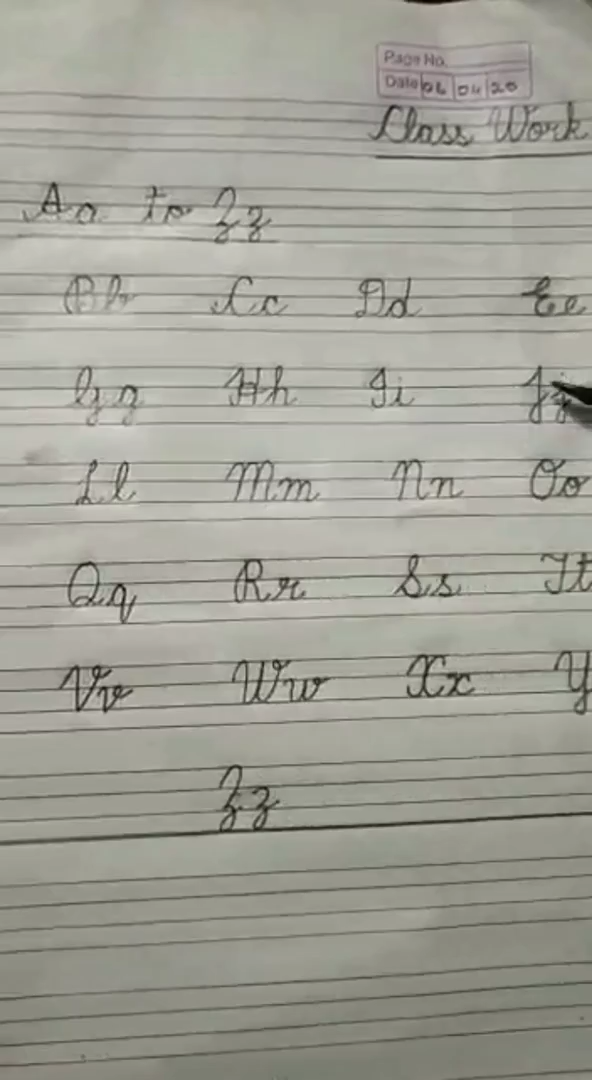 Page No.
Date 06 04 20
Class Work
Aa to Zz
Bb Cc Dd Ee
Gg Hh Ii Jj
Ll Mm Nn Oo
Qq Rr Ss Tt
Vv Ww Xx Y
Zz